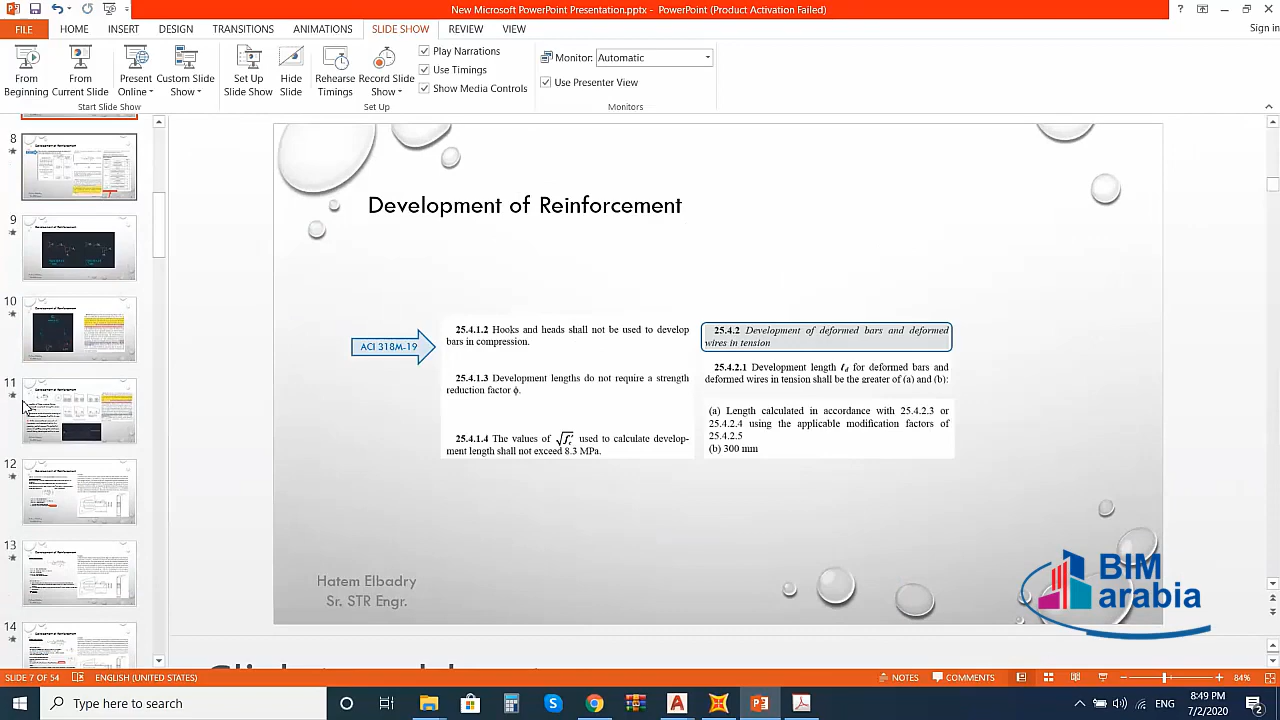 New Microsoft PowerPoint Presentation.pptx - PowerPoint (Product Activation Failed)
Sign in
FILE HOME INSERT DESIGN TRANSITIONS ANIMATIONS SLIDE SHOW REVIEW VIEW
From Beginning
From Current Slide
Present Online
Custom Slide Show
Set Up Slide Show
Hide Slide
Rehearse Timings
Record Slide Show
Play Narrations
Use Timings
Show Media Controls
Monitor: Automatic
Use Presenter View
Start Slide Show
Set Up
Monitors
8
9
10
11
12
13
14
Development of Reinforcement
ACI 318M-19
25.4.1.2 Hooks and heads shall not be used to develop
bars in compression.
25.4.1.3 Development lengths do not require a strength
reduction factor ϕ.
25.4.1.4 The values of √f'c used to calculate develop-
ment length shall not exceed 8.3 MPa.
25.4.2 Development of deformed bars and deformed
wires in tension
25.4.2.1 Development length ℓd for deformed bars and
deformed wires in tension shall be the greater of (a) and (b):
(a) Length calculated in accordance with 25.4.2.3 or
25.4.2.4 using the applicable modification factors of
25.4.2.5
(b) 300 mm
Hatem Elbadry
Sr. STR Engr.
BIM
arabia
SLIDE 7 OF 54 ENGLISH (UNITED STATES) NOTES COMMENTS 84%
Type here to search
ENG
8:49 PM
7/2/2020
2